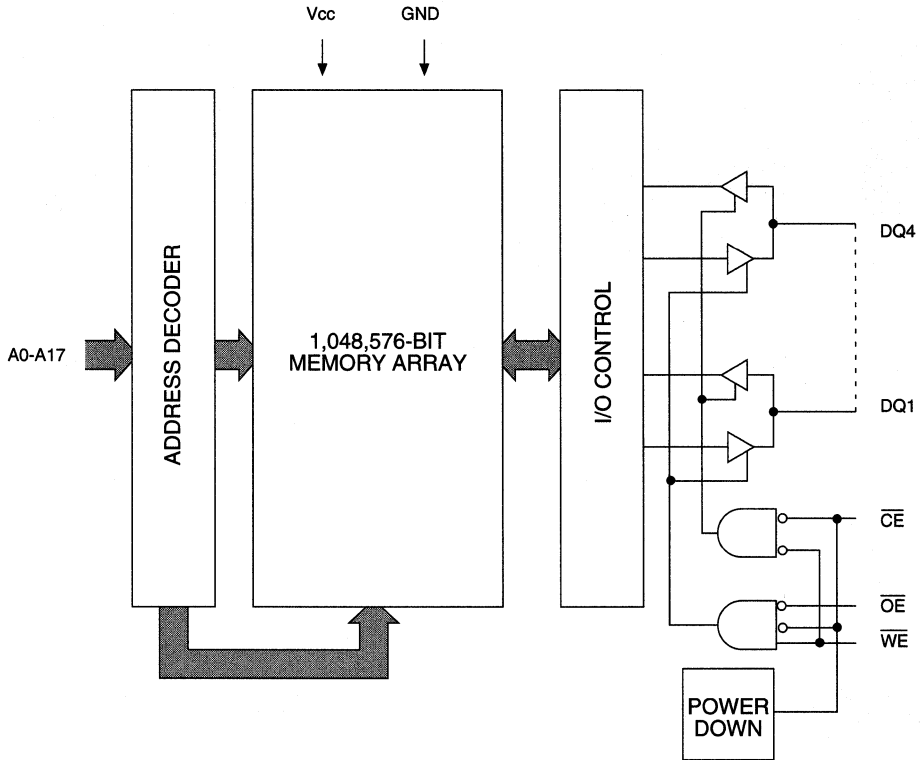 Vcc
GND
A0-A17
ADDRESS DECODER
1,048,576-BIT
MEMORY ARRAY
I/O CONTROL
DQ4
DQ1
CE
OE
WE
POWER
DOWN